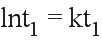 lnt₁ = kt₁